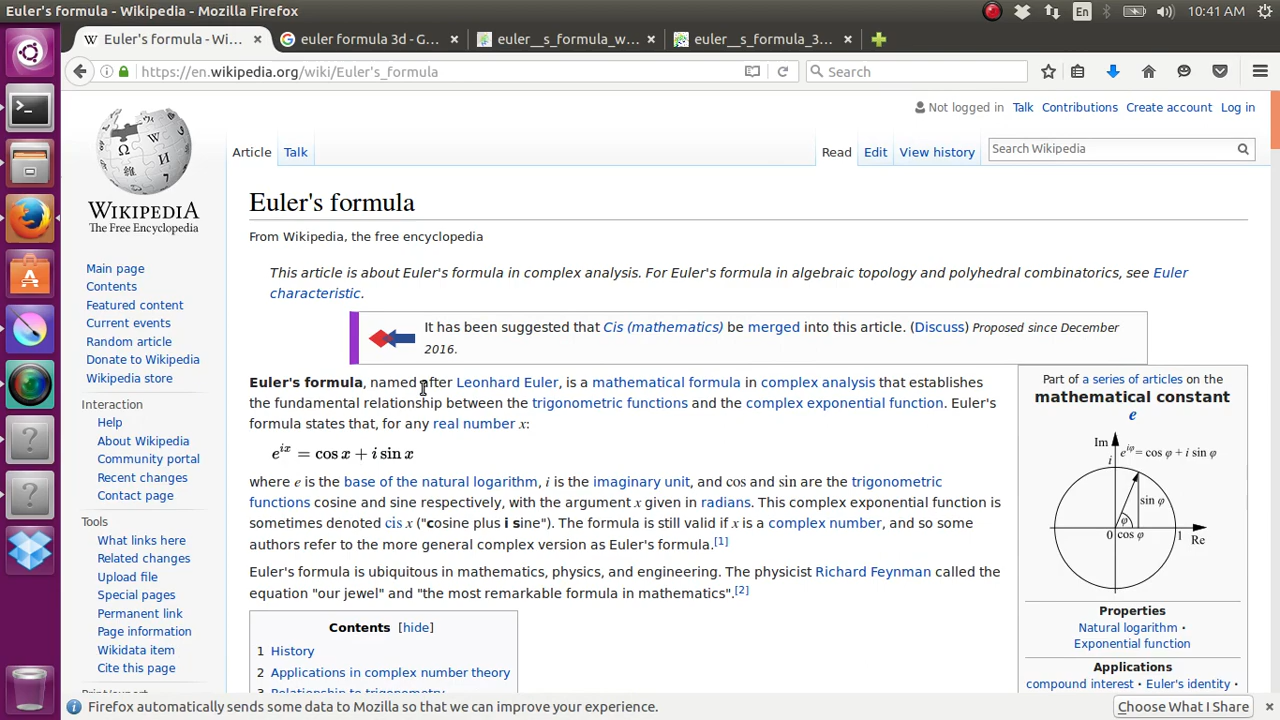 Euler's formula - Wikipedia - Mozilla Firefox
En
10:41 AM
Euler's formula - Wi...
euler formula 3d - G...
euler__s_formula_w...
euler__s_formula_3...
https://en.wikipedia.org/wiki/Euler's_formula
Search
Not logged in Talk Contributions Create account Log in
Article Talk
Read Edit View history
Search Wikipedia
WIKIPEDIA
The Free Encyclopedia
Main page
Contents
Featured content
Current events
Random article
Donate to Wikipedia
Wikipedia store
Interaction
Help
About Wikipedia
Community portal
Recent changes
Contact page
Tools
What links here
Related changes
Upload file
Special pages
Permanent link
Page information
Wikidata item
Cite this page
Print/export
Euler's formula
From Wikipedia, the free encyclopedia
This article is about Euler's formula in complex analysis. For Euler's formula in algebraic topology and polyhedral combinatorics, see Euler
characteristic.
It has been suggested that Cis (mathematics) be merged into this article. (Discuss) Proposed since December
2016.
Euler's formula, named after Leonhard Euler, is a mathematical formula in complex analysis that establishes
the fundamental relationship between the trigonometric functions and the complex exponential function. Euler's
formula states that, for any real number x:
e^{ix} = cos x + i sin x
where e is the base of the natural logarithm, i is the imaginary unit, and cos and sin are the trigonometric
functions cosine and sine respectively, with the argument x given in radians. This complex exponential function is
sometimes denoted cis x ("cosine plus i sine"). The formula is still valid if x is a complex number, and so some
authors refer to the more general complex version as Euler's formula.[1]
Euler's formula is ubiquitous in mathematics, physics, and engineering. The physicist Richard Feynman called the
equation "our jewel" and "the most remarkable formula in mathematics".[2]
Contents [hide]
1 History
2 Applications in complex number theory
3 Relationship to trigonometry
Part of a series of articles on the
mathematical constant
e
Im
i
e^{iφ} = cos φ + i sin φ
sin φ
φ
0 cos φ 1 Re
Properties
Natural logarithm ·
Exponential function
Applications
compound interest · Euler's identity ·
Firefox automatically sends some data to Mozilla so that we can improve your experience.
Choose What I Share